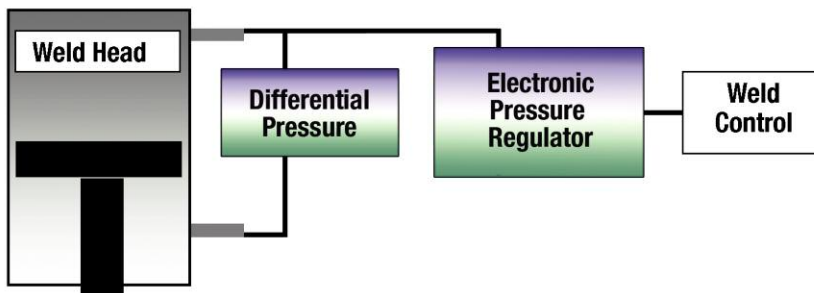 Weld Head
Differential
Pressure
Electronic
Pressure
Regulator
Weld
Control